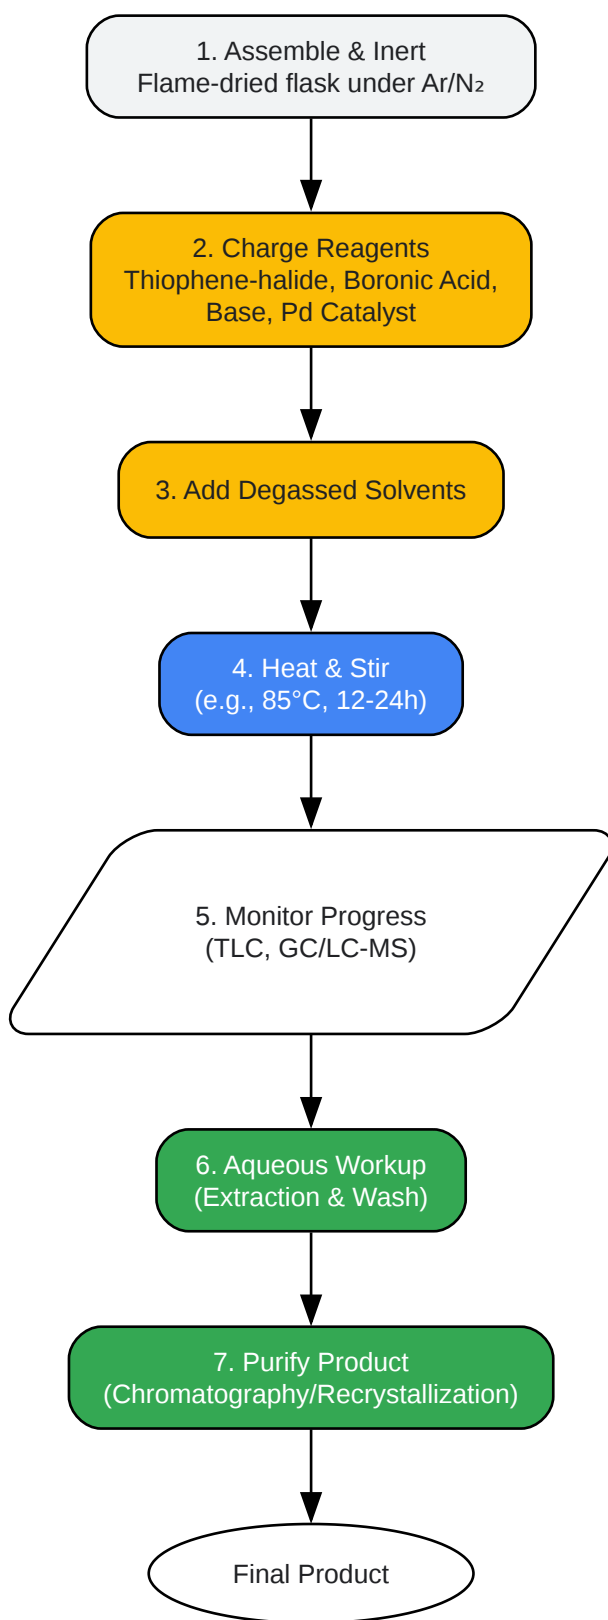 1. Assemble & Inert
Flame-dried flask under Ar/N₂
2. Charge Reagents
Thiophene-halide, Boronic Acid,
Base, Pd Catalyst
3. Add Degassed Solvents
4. Heat & Stir
(e.g., 85°C, 12-24h)
5. Monitor Progress
(TLC, GC/LC-MS)
6. Aqueous Workup
(Extraction & Wash)
7. Purify Product
(Chromatography/Recrystallization)
Final Product